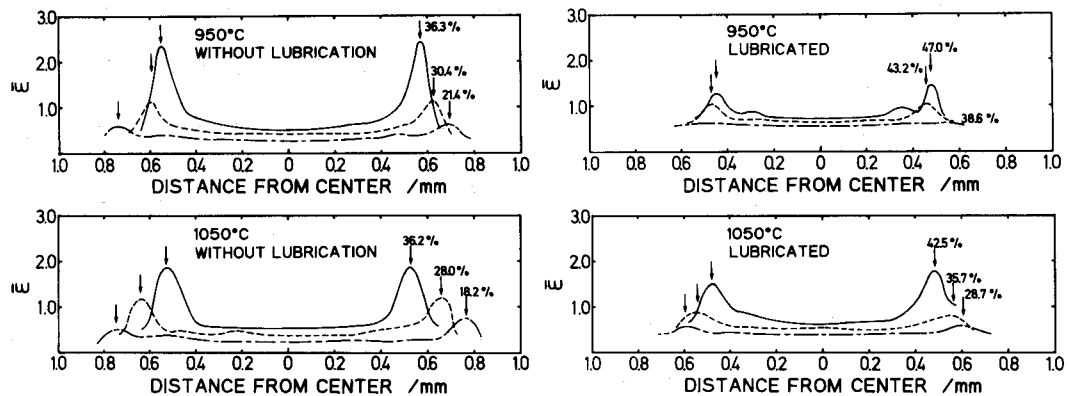 3.0
2.0
1.0
ε̄
950°C
WITHOUT LUBRICATION
36.3%
30.4%
21.4%
1.0 0.8 0.6 0.4 0.2 0 0.2 0.4 0.6 0.8 1.0
DISTANCE FROM CENTER /mm
3.0
2.0
1.0
ε̄
950°C
LUBRICATED
47.0%
43.2%
38.6%
1.0 0.8 0.6 0.4 0.2 0 0.2 0.4 0.6 0.8 1.0
DISTANCE FROM CENTER /mm
3.0
2.0
1.0
ε̄
1050°C
WITHOUT LUBRICATION
36.2%
28.0%
18.2%
1.0 0.8 0.6 0.4 0.2 0 0.2 0.4 0.6 0.8 1.0
DISTANCE FROM CENTER /mm
3.0
2.0
1.0
ε̄
1050°C
LUBRICATED
42.5%
35.7%
28.7%
1.0 0.8 0.6 0.4 0.2 0 0.2 0.4 0.6 0.8 1.0
DISTANCE FROM CENTER /mm